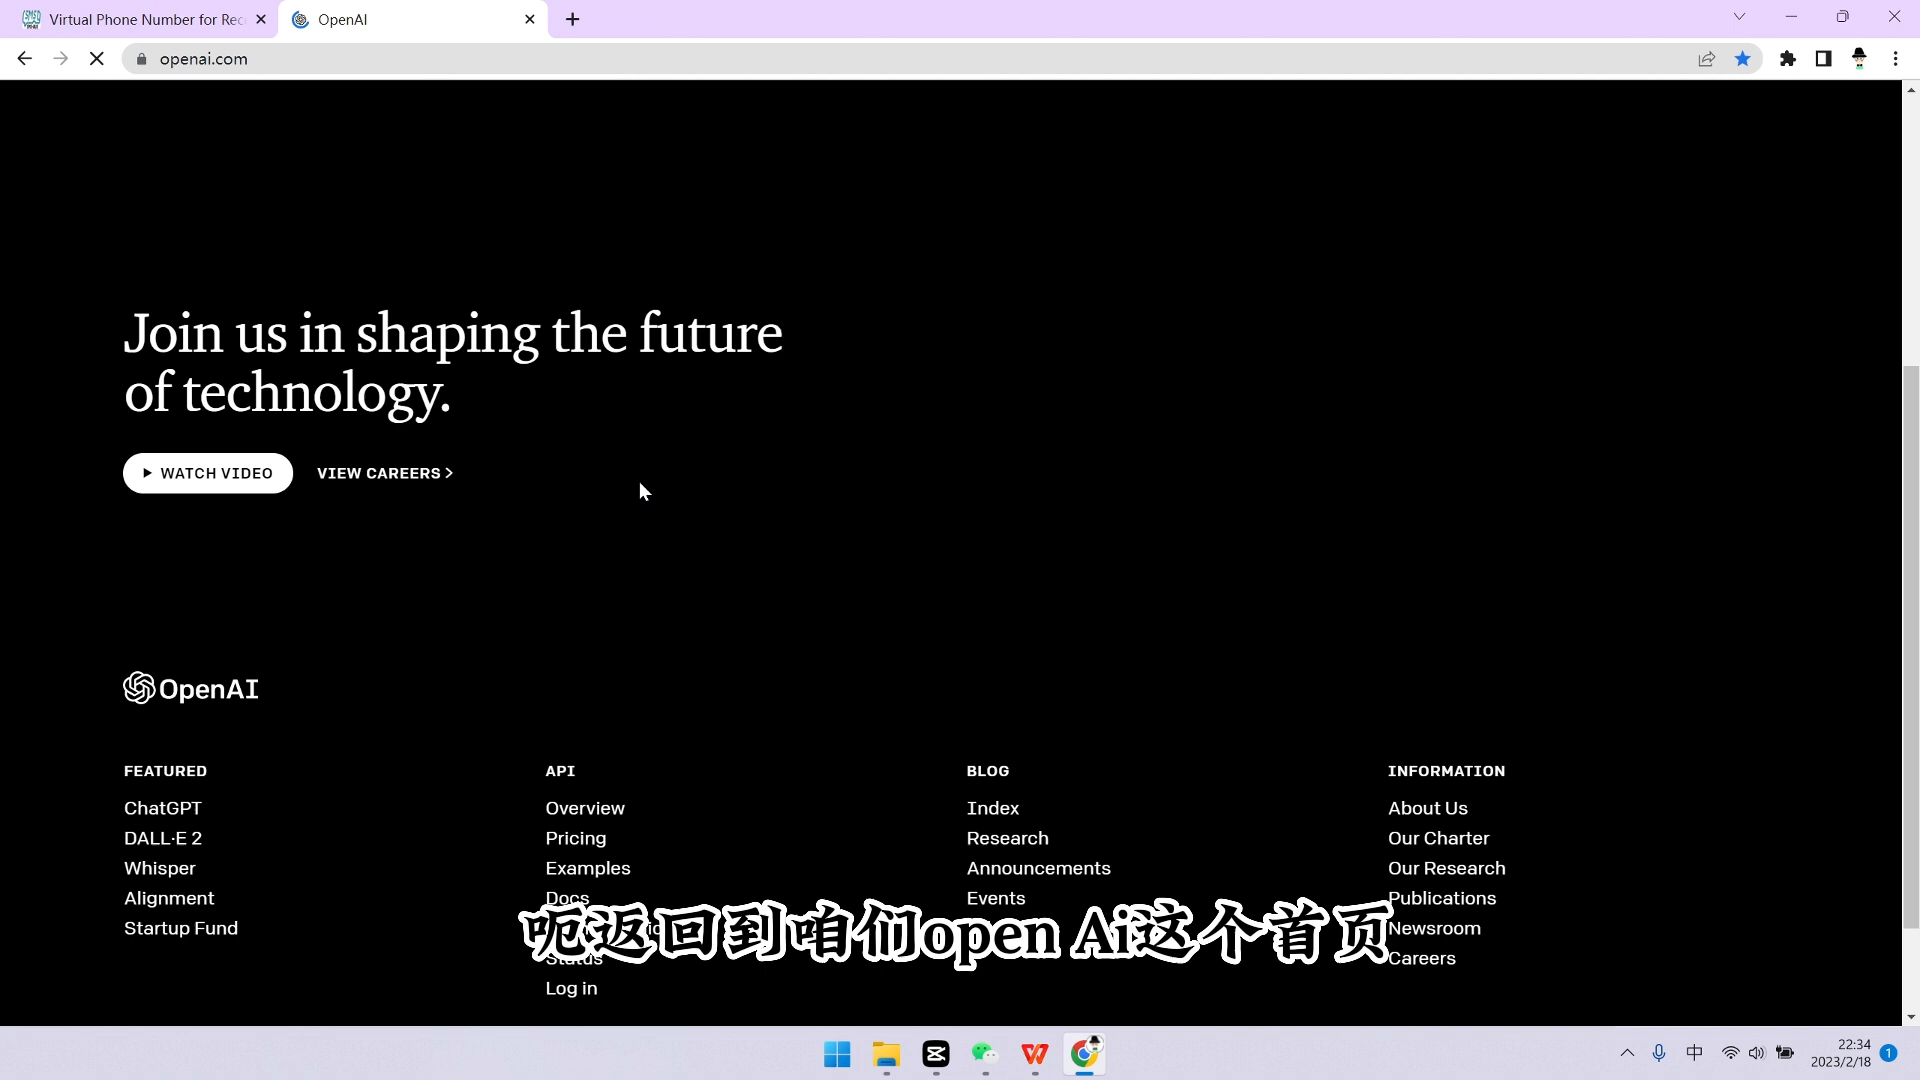 Virtual Phone Number for Rec
OpenAI
openai.com
Join us in shaping the future
of technology.
WATCH VIDEO
VIEW CAREERS
OpenAI
FEATURED
ChatGPT
DALL·E 2
Whisper
Alignment
Startup Fund
API
Overview
Pricing
Examples
Docs
Status
Log in
BLOG
Index
Research
Announcements
Events
INFORMATION
About Us
Our Charter
Our Research
Publications
Newsroom
Careers
呃返回到咱们open Ai这个首页
中
22:34
2023/2/18
1